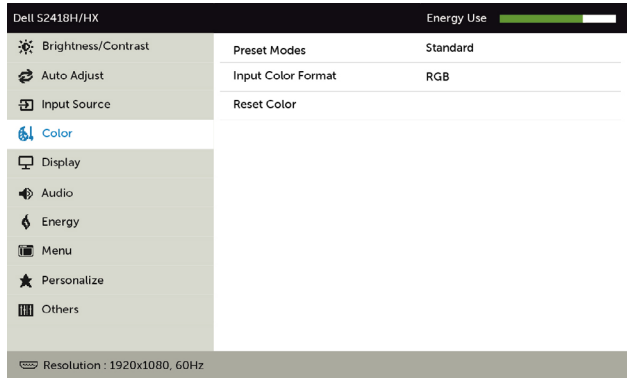 Dell S2418H/HX Energy Use
Brightness/Contrast Preset Modes Standard
Auto Adjust Input Color Format RGB
Input Source Reset Color
Color
Display
Audio
Energy
Menu
Personalize
Others
Resolution : 1920x1080, 60Hz